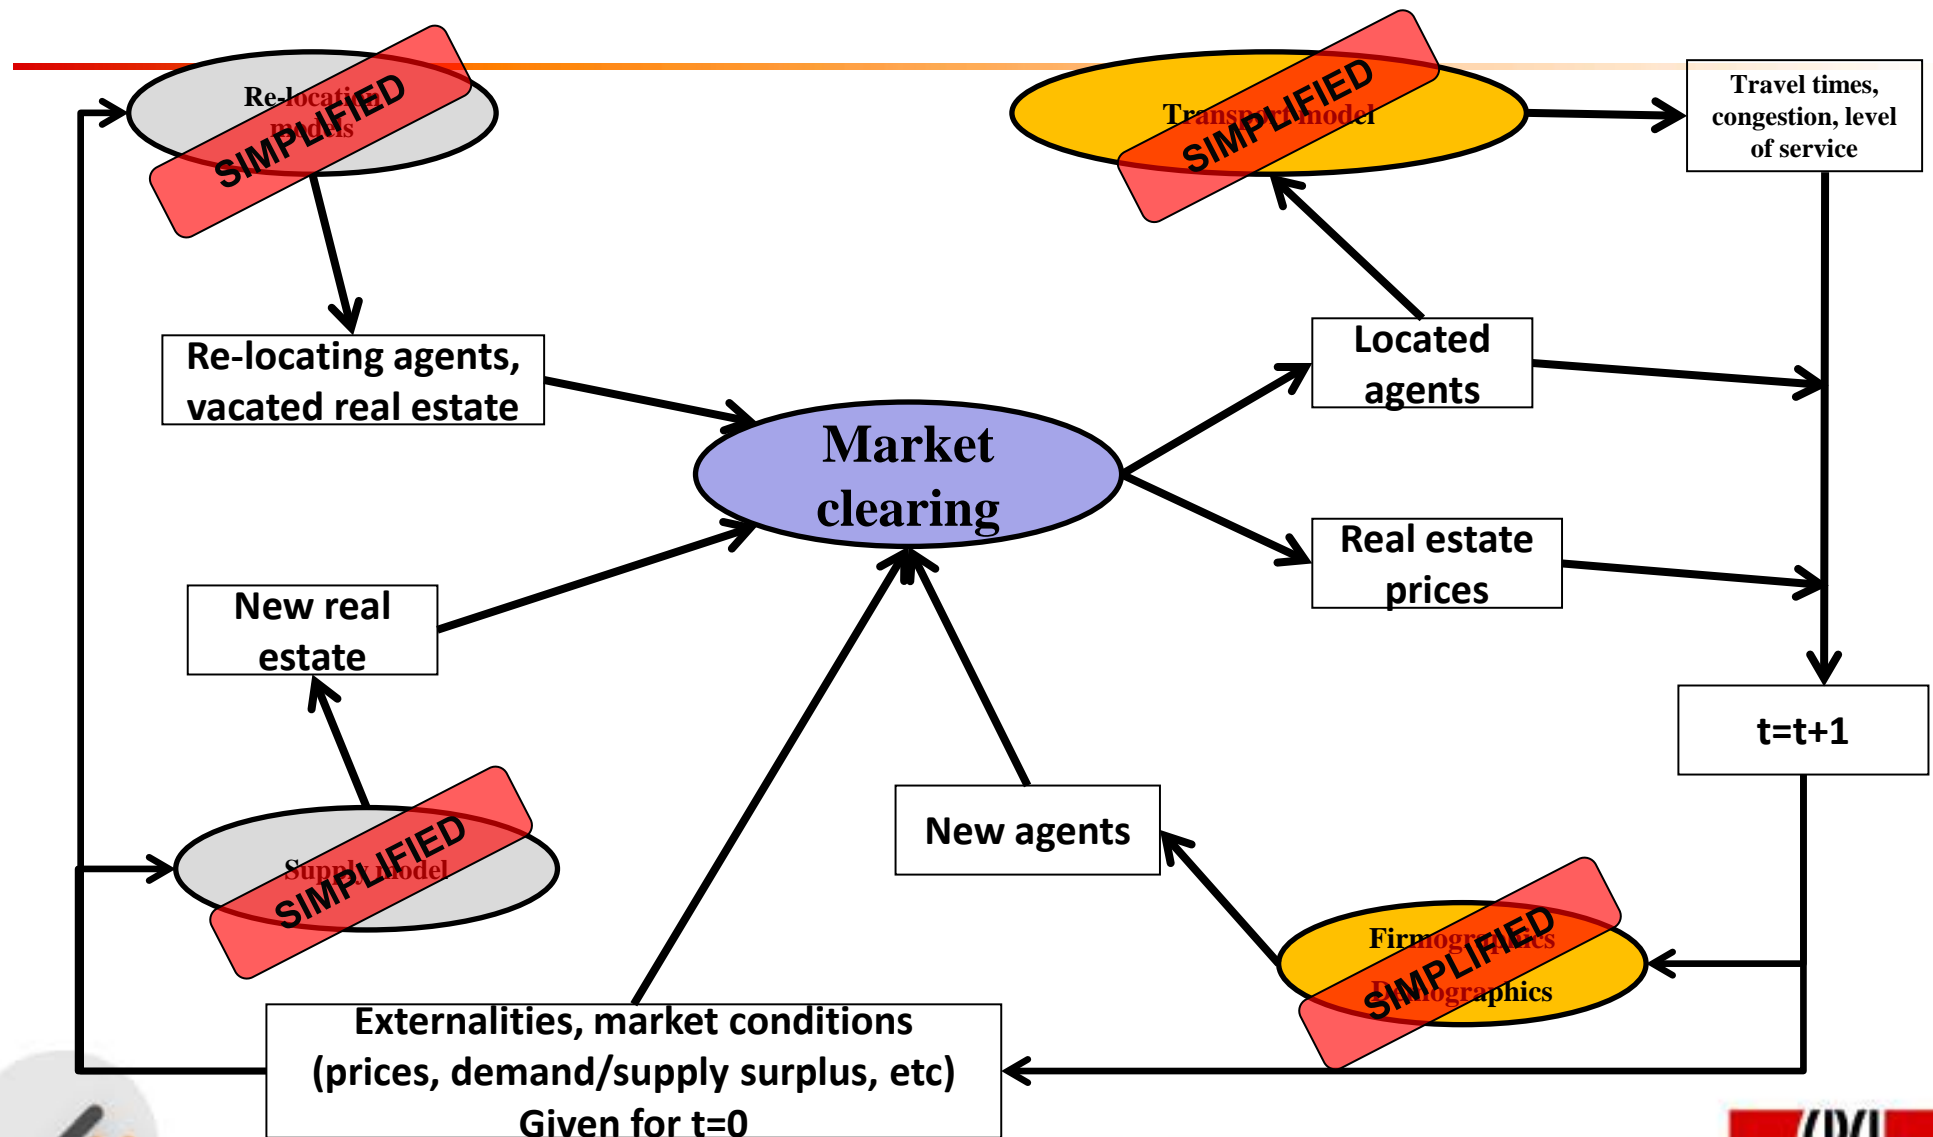 Re-location
models
SIMPLIFIED
Transport model
SIMPLIFIED
Travel times,
congestion, level
of service
Re-locating agents,
vacated real estate
Located
agents
Market
clearing
Real estate
prices
New real
estate
t=t+1
New agents
Supply model
SIMPLIFIED
Firmographics
Demographics
SIMPLIFIED
Externalities, market conditions
(prices, demand/supply surplus, etc)
Given for t=0